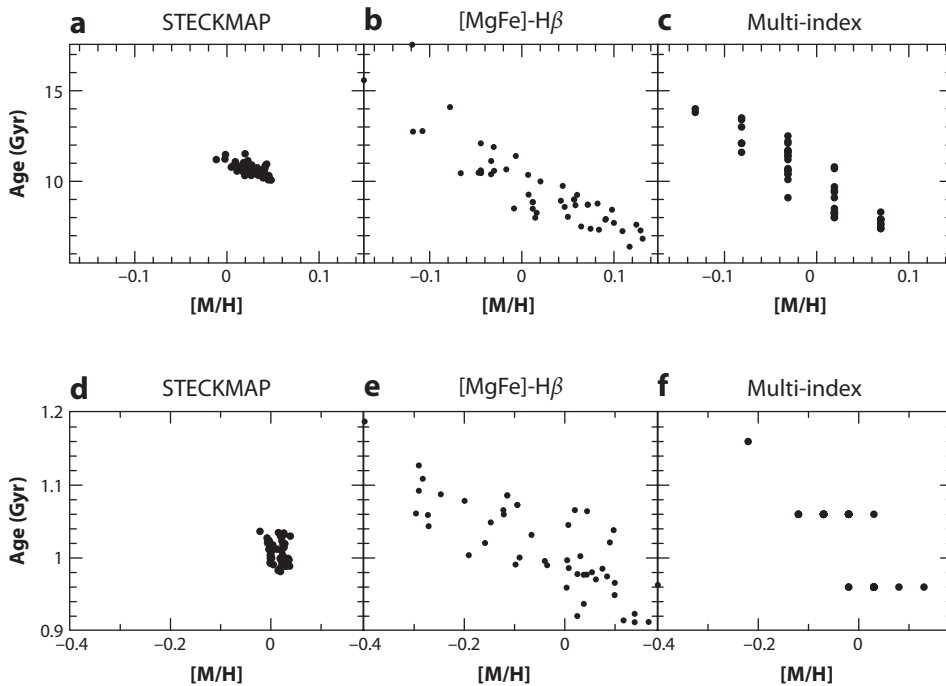 a STECKMAP
b [MgFe]-Hβ
c Multi-index
Age (Gyr)
15
10
−0.1 0 0.1
−0.1 0 0.1
−0.1 0 0.1
[M/H] [M/H] [M/H]
d STECKMAP
e [MgFe]-Hβ
f Multi-index
Age (Gyr)
1.2
1.1
1
0.9
−0.4 −0.2 0
−0.4 −0.2 0
−0.4 −0.2 0
[M/H] [M/H] [M/H]